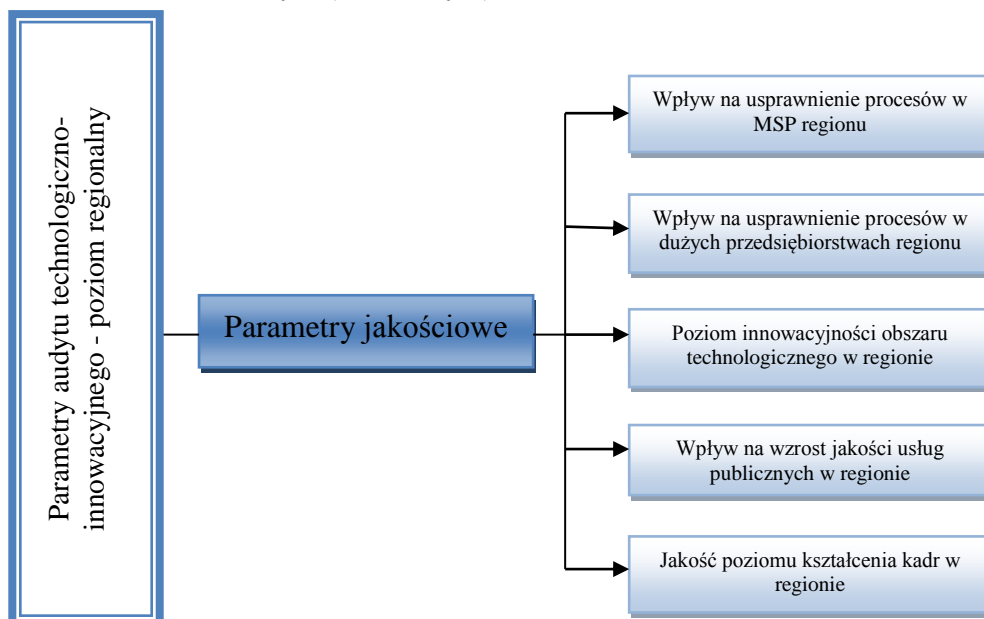 Parametry audytu technologiczno-
innowacyjnego - poziom regionalny
Parametry jakościowe
Wpływ na usprawnienie procesów w
MSP regionu
Wpływ na usprawnienie procesów w
dużych przedsiębiorstwach regionu
Poziom innowacyjności obszaru
technologicznego w regionie
Wpływ na wzrost jakości usług
publicznych w regionie
Jakość poziomu kształcenia kadr w
regionie